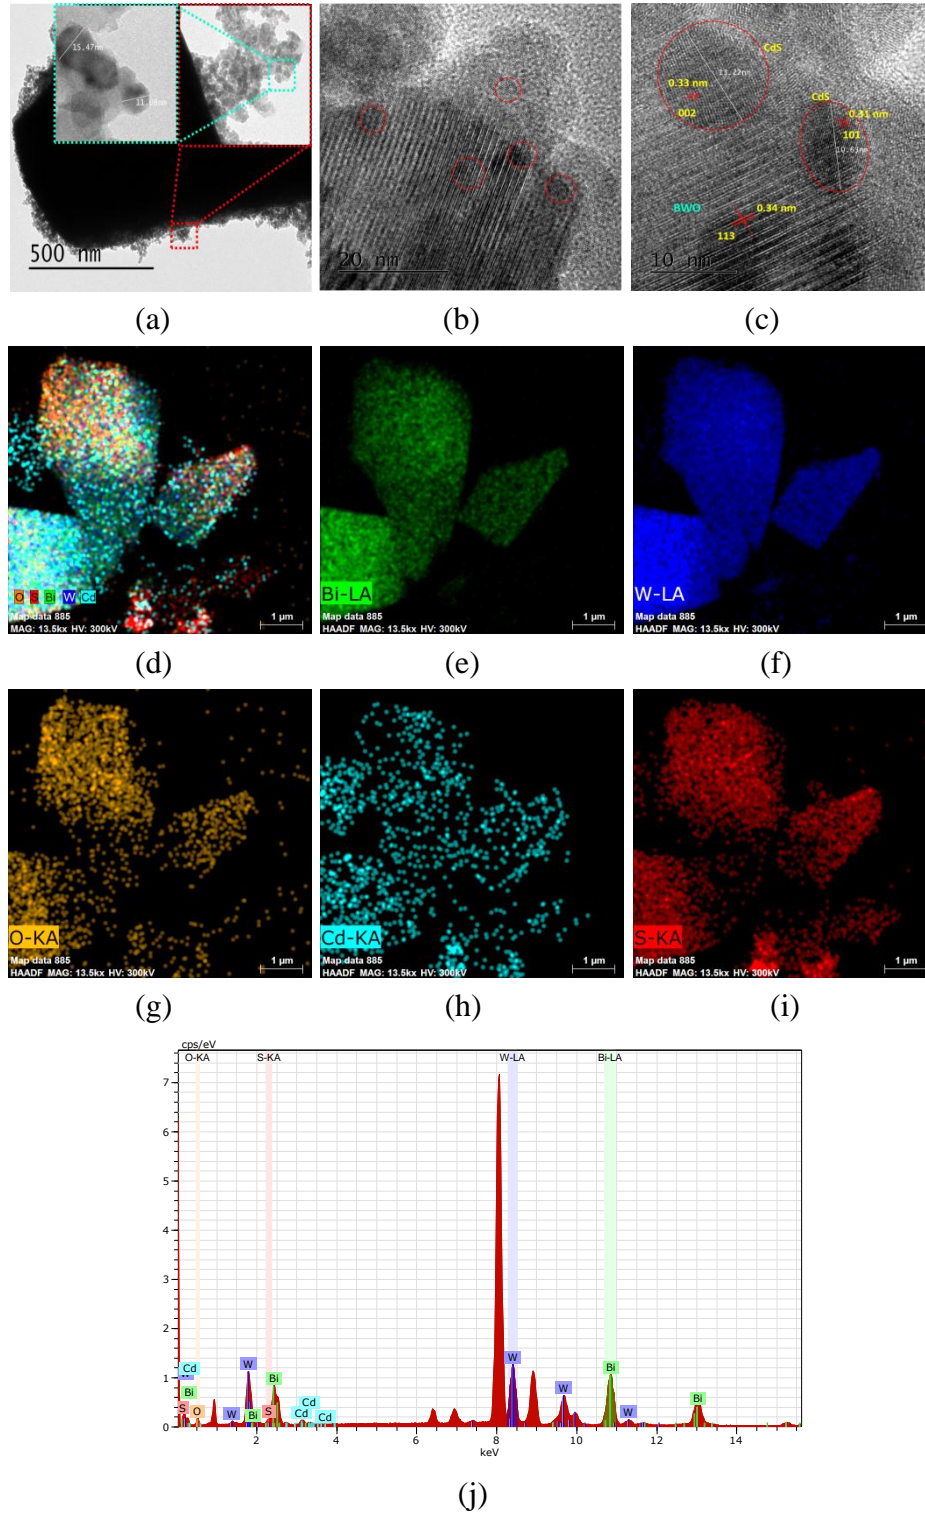 15.47nm
500 nm
20 nm
CdS
13.27nm
0.33 nm
002
CdS
0.31 nm
101
10.61nm
BWO
0.34 nm
113
10 nm
(a)
(b)
(c)
O S Bi W Cd
Map data 885
MAG: 13.5kx HV: 300kV
1 µm
Bi-LA
Map data 885
HAADF MAG: 13.5kx HV: 300kV
1 µm
W-LA
Map data 885
HAADF MAG: 13.5kx HV: 300kV
1 µm
(d)
(e)
(f)
O-KA
Map data 885
HAADF MAG: 13.5kx HV: 300kV
1 µm
Cd-KA
Map data 885
HAADF MAG: 13.5kx HV: 300kV
1 µm
S-KA
Map data 885
HAADF MAG: 13.5kx HV: 300kV
1 µm
(g)
(h)
(i)
cps/eV
O-KA S-KA W-LA Bi-LA
7
6
5
4
3
2
1
0
Cd
W
Bi
S
O
W
W
Bi
Bi
S
Cd
Cd
Cd
W
W
Bi
W
Bi
2 4 6 8 10 12 14
keV
(j)